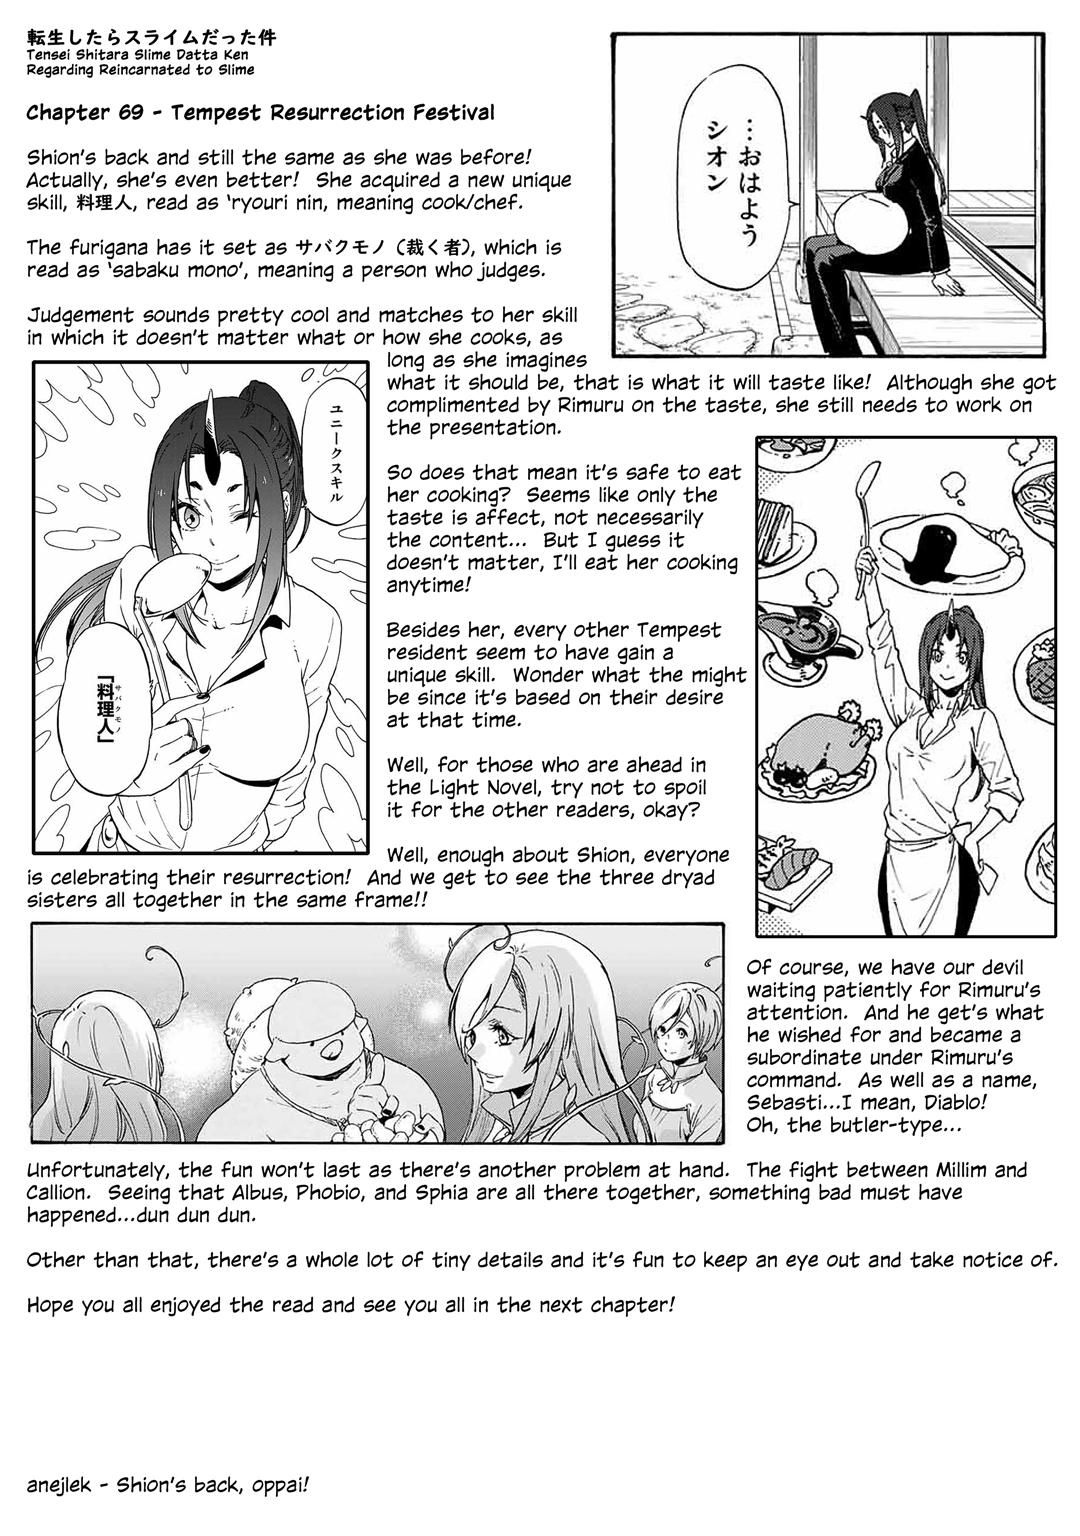 転生したらスライムだった件
Tensei Shitara Slime Datta Ken
Regarding Reincarnated to Slime
Chapter 69 - Tempest Resurrection Festival
Shion's back and still the same as she was before!
Actually, she's even better!  She acquired a new unique
skill, 料理人, read as 'ryouri nin, meaning cook/chef.
The furigana has it set as サバクモノ (裁く者), which is
read as 'sabaku mono', meaning a person who judges.
Judgement sounds pretty cool and matches to her skill
in which it doesn't matter what or how she cooks, as
long as she imagines
what it should be, that is what it will taste like!  Although she got
complimented by Rimuru on the taste, she still needs to work on
the presentation.
…おはよう
シオン
ユニークスキル
「料理人」
サバクモノ
So does that mean it's safe to eat
her cooking?  Seems like only the
taste is affect, not necessarily
the content... But I guess it
doesn't matter, I'll eat her cooking
anytime!
Besides her, every other Tempest
resident seem to have gain a
unique skill.  Wonder what the might
be since it's based on their desire
at that time.
Well, for those who are ahead in
the Light Novel, try not to spoil
it for the other readers, okay?
Well, enough about Shion, everyone
is celebrating their resurrection!  And we get to see the three dryad
sisters all together in the same frame!!
Of course, we have our devil
waiting patiently for Rimuru's
attention.  And he get's what
he wished for and became a
subordinate under Rimuru's
command.  As well as a name,
Sebasti...I mean, Diablo!
Oh, the butler-type...
Unfortunately, the fun won't last as there's another problem at hand.  The fight between Millim and
Callion.  Seeing that Albus, Phobio, and Sphia are all there together, something bad must have
happened...dun dun dun.
Other than that, there's a whole lot of tiny details and it's fun to keep an eye out and take notice of.
Hope you all enjoyed the read and see you all in the next chapter!
anejlek - Shion's back, oppai!